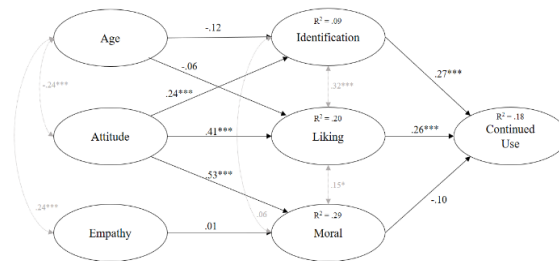 R² = .09
Age
-.12
Identification
-.06
.27***
-.24***
.24***
.32***
R² = .20
R² = .18
Attitude
.41***
Liking
.26***
Continued
Use
.53***
.15*
-.10
.24***
.06
R² = .29
Empathy
.01
Moral